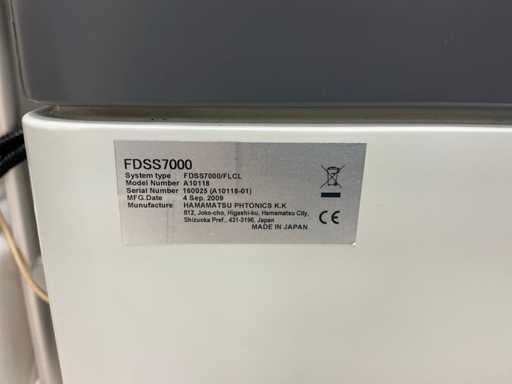 FDSS7000
System type FDSS7000/FLCL
Model Number A10118
Serial Number 160025 (A10118-01)
MFG.Date 4 Sep. 2009
Munufacture HAMAMATSU PHTONICS K.K
812, Joko-cho, Higashi-ku, Hamamatsu City,
Shizuoka Pref., 431-3196, Japan
MADE IN JAPAN
CE